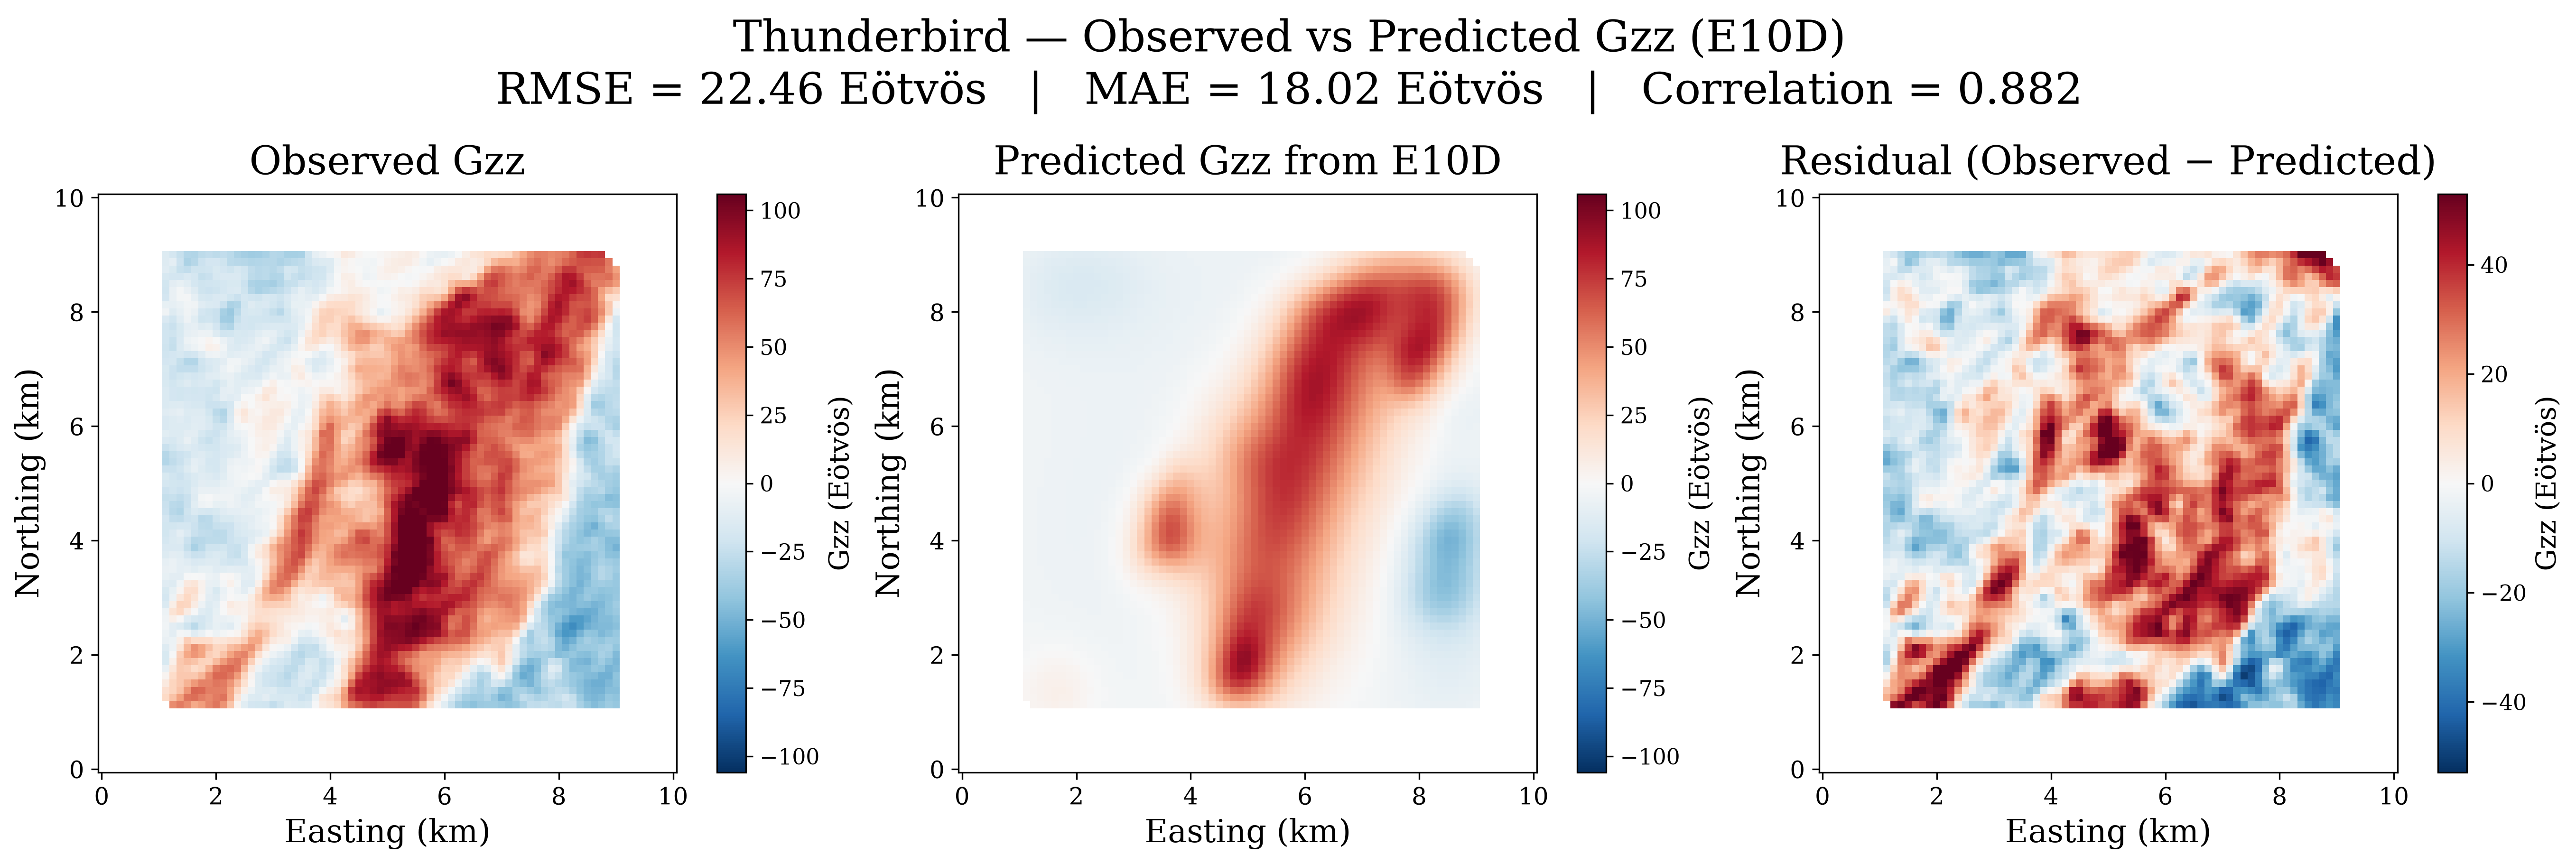 Thunderbird — Observed vs Predicted Gzz (E10D)
RMSE = 22.46 Eötvös | MAE = 18.02 Eötvös | Correlation = 0.882
Observed Gzz
10
8
6
4
2
0
0 2 4 6 8 10
Northing (km)
Easting (km)
100
75
50
25
0
−25
−50
−75
−100
Gzz (Eötvös)
Predicted Gzz from E10D
10
8
6
4
2
0
0 2 4 6 8 10
Northing (km)
Easting (km)
100
75
50
25
0
−25
−50
−75
−100
Gzz (Eötvös)
Residual (Observed − Predicted)
10
8
6
4
2
0
0 2 4 6 8 10
Northing (km)
Easting (km)
40
20
0
−20
−40
Gzz (Eötvös)